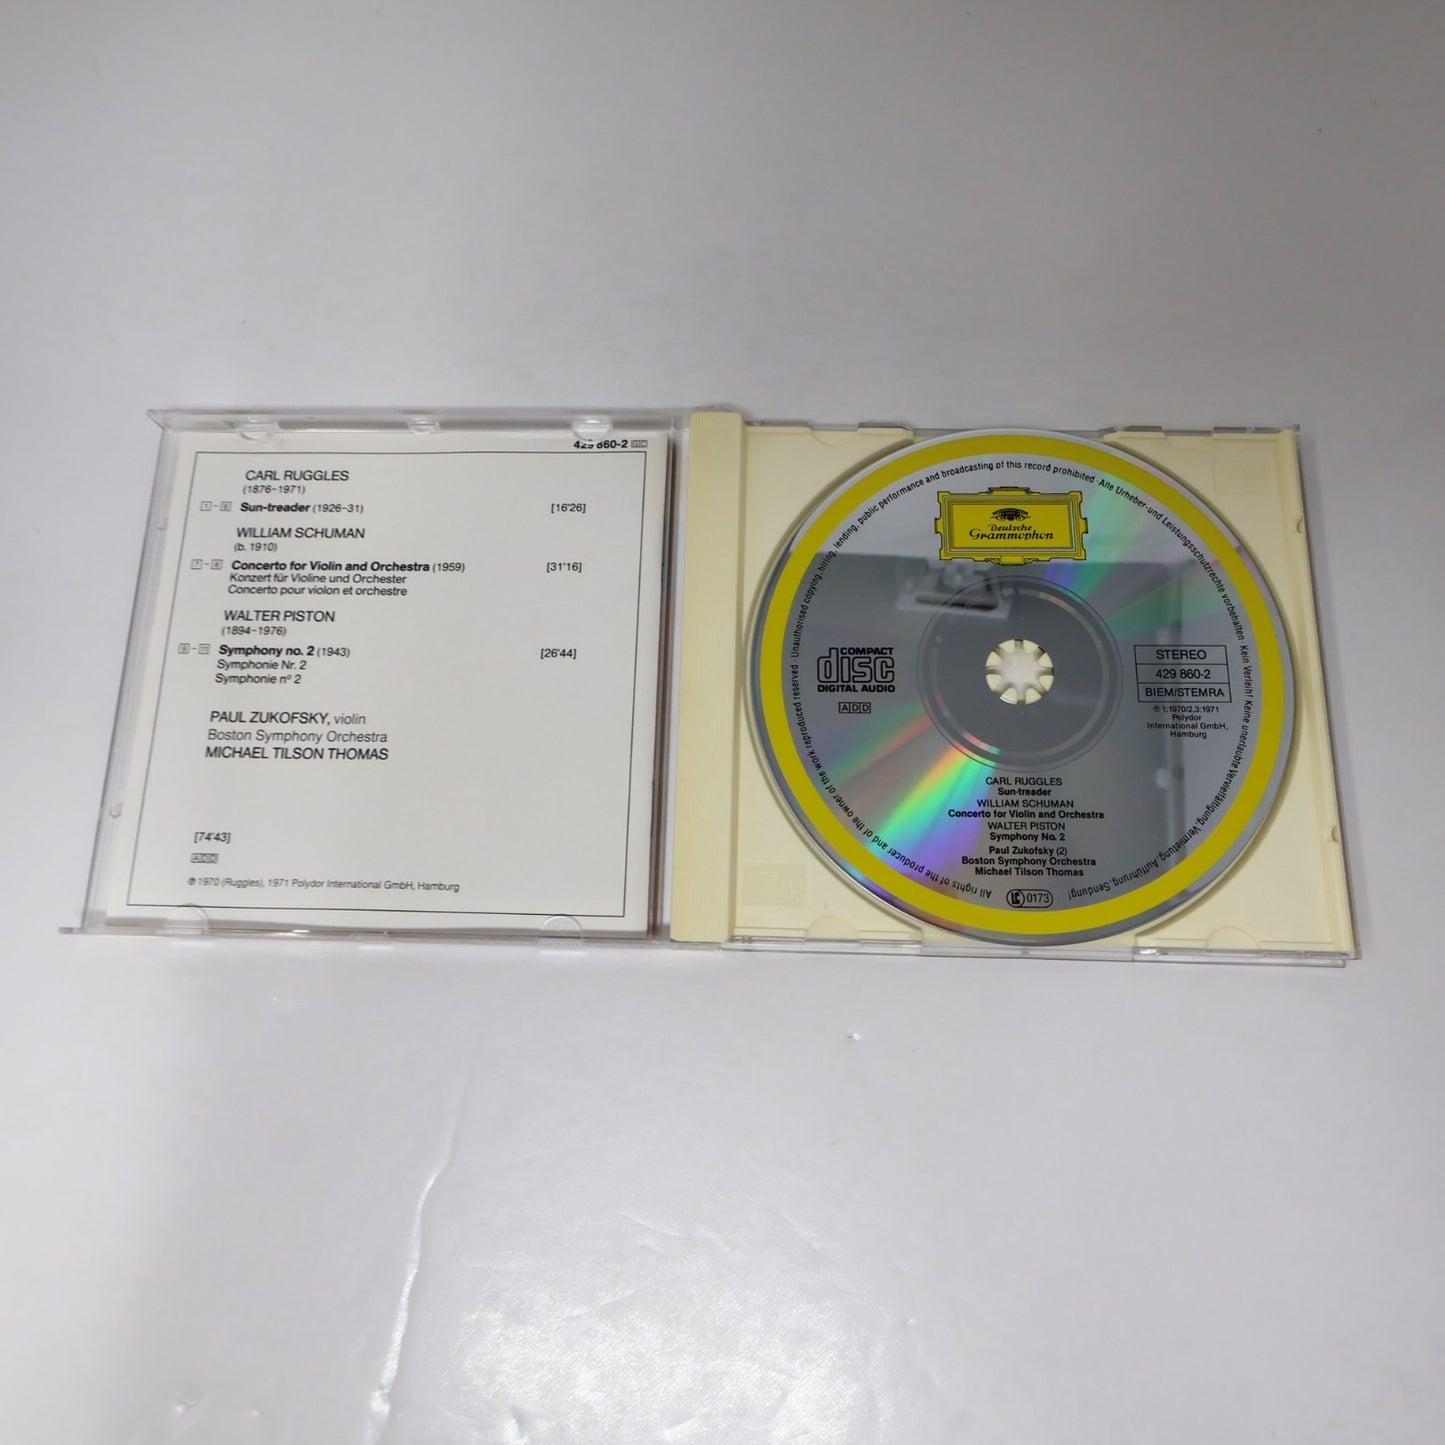 429 860-2
CARL RUGGLES
(1876–1971)
1 – 6 Sun-treader (1926-31) [16'26]
WILLIAM SCHUMAN
(b. 1910)
7 – 8 Concerto for Violin and Orchestra (1959) [31'16]
Konzert für Violine und Orchester
Concerto pour violon et orchestre
WALTER PISTON
(1894–1976)
9 – 11 Symphony no. 2 (1943) [26'44]
Symphonie Nr. 2
Symphonie nº 2
PAUL ZUKOFSKY, violin
Boston Symphony Orchestra
MICHAEL TILSON THOMAS
[74'43]
ADD
℗ 1970 (Ruggles), 1971 Polydor International GmbH, Hamburg
Deutsche
Grammophon
COMPACT
disc
DIGITAL AUDIO
ADD
STEREO
429 860-2
BIEM/STEMRA
℗ 1:1970/2,3:1971
Polydor
International GmbH,
Hamburg
CARL RUGGLES
Sun-treader
WILLIAM SCHUMAN
Concerto for Violin and Orchestra
WALTER PISTON
Symphony No. 2
Paul Zukofsky (2)
Boston Symphony Orchestra
Michael Tilson Thomas
LC 0173
All rights of the producer and of the owner of the work reproduced reserved · Unauthorised copying, hiring, lending, public performance and broadcasting of this record prohibited · Alle Urheber-und Leistungsschutzrechte vorbehalten · Kein Verleih! Keine unerlaubte Vervielfältigung, Vermietung, Aufführung, Sendung!